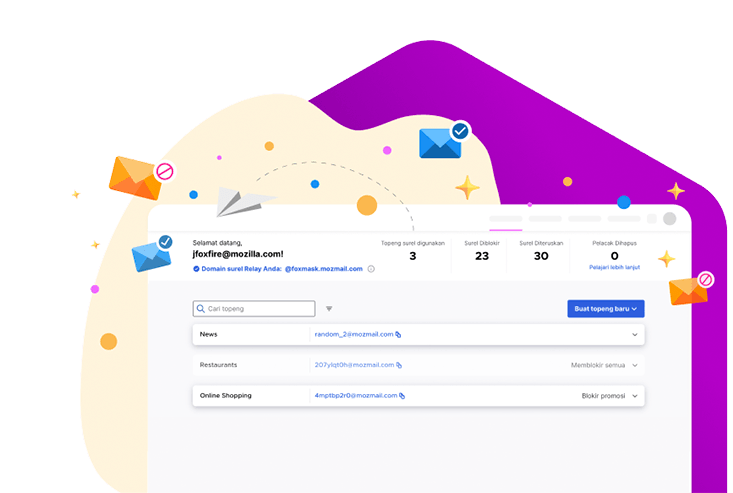 Selamat datang,
jfoxfire@mozilla.com!
Domain surel Relay Anda: @foxmask.mozmail.com
Topeng surel digunakan
3
Surel Diblokir
23
Surel Diteruskan
30
Pelacak Dihapus
0
Pelajari lebih lanjut
Cari topeng
Buat topeng baru
News random_2@mozmail.com
Restaurants 207ylqt0h@mozmail.com Memblokir semua
Online Shopping 4mptbp2r0@mozmail.com Blokir promosi